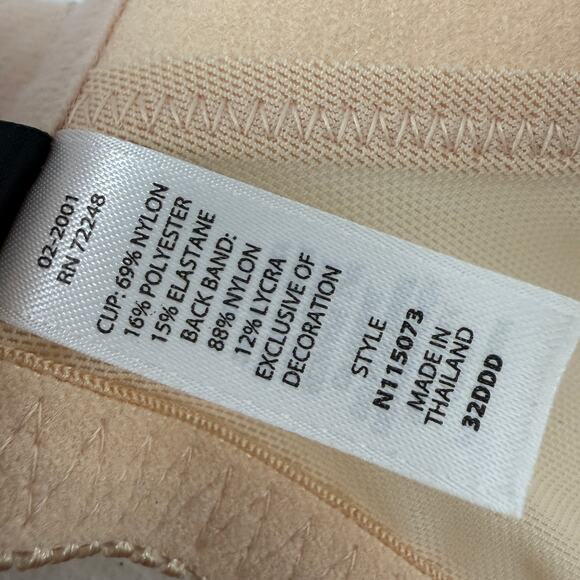 02-2001
RN 72248
CUP: 69% NYLON
16% POLYESTER
15% ELASTANE
BACK BAND:
88% NYLON
12% LYCRA
EXCLUSIVE OF
DECORATION
STYLE
N115073
MADE IN
THAILAND
32DDD